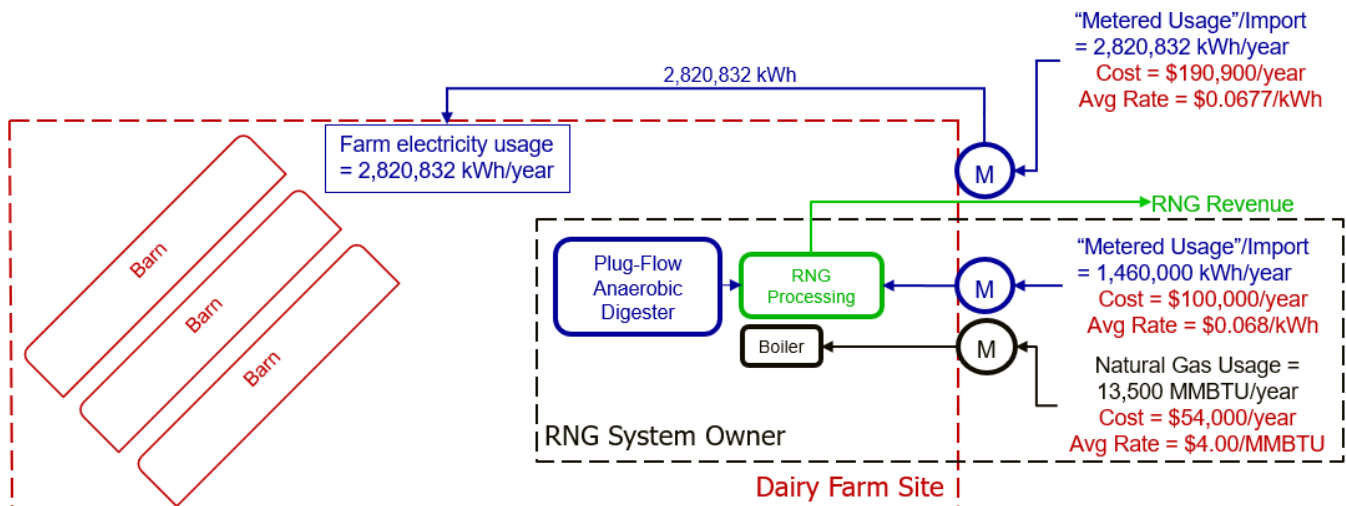 “Metered Usage”/Import
= 2,820,832 kWh/year
Cost = $190,900/year
Avg Rate = $0.0677/kWh
2,820,832 kWh
Farm electricity usage
= 2,820,832 kWh/year
M
Barn
Barn
Barn
RNG Revenue
Plug-Flow
Anaerobic
Digester
RNG
Processing
M
“Metered Usage”/Import
= 1,460,000 kWh/year
Cost = $100,000/year
Avg Rate = $0.068/kWh
Boiler
M
Natural Gas Usage =
13,500 MMBTU/year
Cost = $54,000/year
Avg Rate = $4.00/MMBTU
RNG System Owner
Dairy Farm Site